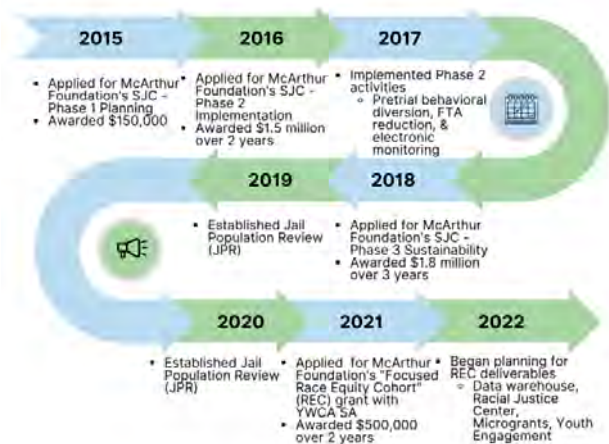 2015
2016
2017
• Applied for McArthur
Foundation's SJC -
Phase 1 Planning
• Awarded $150,000
• Applied for McArthur
Foundation's SJC -
Phase 2
Implementation
• Awarded $1.5 million
over 2 years
• Implemented Phase 2
activities
○ Pretrial behavioral
diversion, FTA
reduction, &
electronic
monitoring
2019
2018
• Established Jail
Population Review
(JPR)
• Applied for McArthur
Foundation's SJC -
Phase 3 Sustainability
• Awarded $1.8 million
over 3 years
2020
2021
2022
• Established Jail
Population Review
(JPR)
• Applied for McArthur
Foundation's "Focused
Race Equity Cohort"
(REC) grant with
YWCA SA
• Awarded $500,000
over 2 years
• Began planning for
REC deliverables
○ Data warehouse,
Racial Justice
Center,
Microgrants, Youth
Engagement